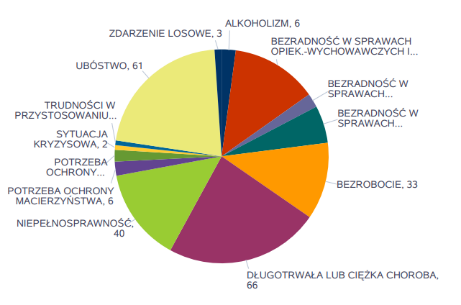 ALKOHOLIZM, 6
BEZRADNOŚĆ W SPRAWACH
OPIEK.-WYCHOWAWCZYCH I...
BEZRADNOŚĆ W
SPRAWACH...
BEZRADNOŚĆ W
SPRAWACH...
BEZROBOCIE, 33
DŁUGOTRWAŁA LUB CIĘŻKA CHOROBA,
66
NIEPEŁNOSPRAWNOŚĆ,
40
POTRZEBA OCHRONY
MACIERZYŃSTWA, 6
POTRZEBA
OCHRONY...
SYTUACJA
KRYZYSOWA, 2
TRUDNOŚCI W
PRZYSTOSOWANIU...
UBÓSTWO, 61
ZDARZENIE LOSOWE, 3